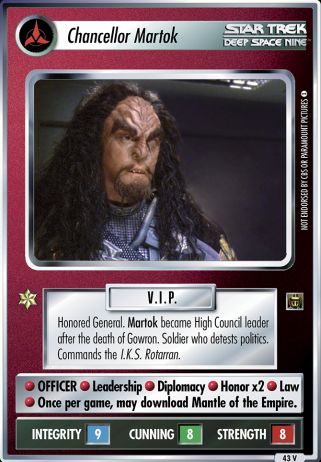 Chancellor Martok
STAR TREK
DEEP SPACE NINE
NOT ENDORSED BY CBS OR PARAMOUNT PICTURES
V.I.P.
Honored General. Martok became High Council leader
after the death of Gowron. Soldier who detests politics.
Commands the I.K.S. Rotarran.
• OFFICER • Leadership • Diplomacy • Honor x2 • Law
• Once per game, may download Mantle of the Empire.
INTEGRITY 9 CUNNING 8 STRENGTH 8
43 V